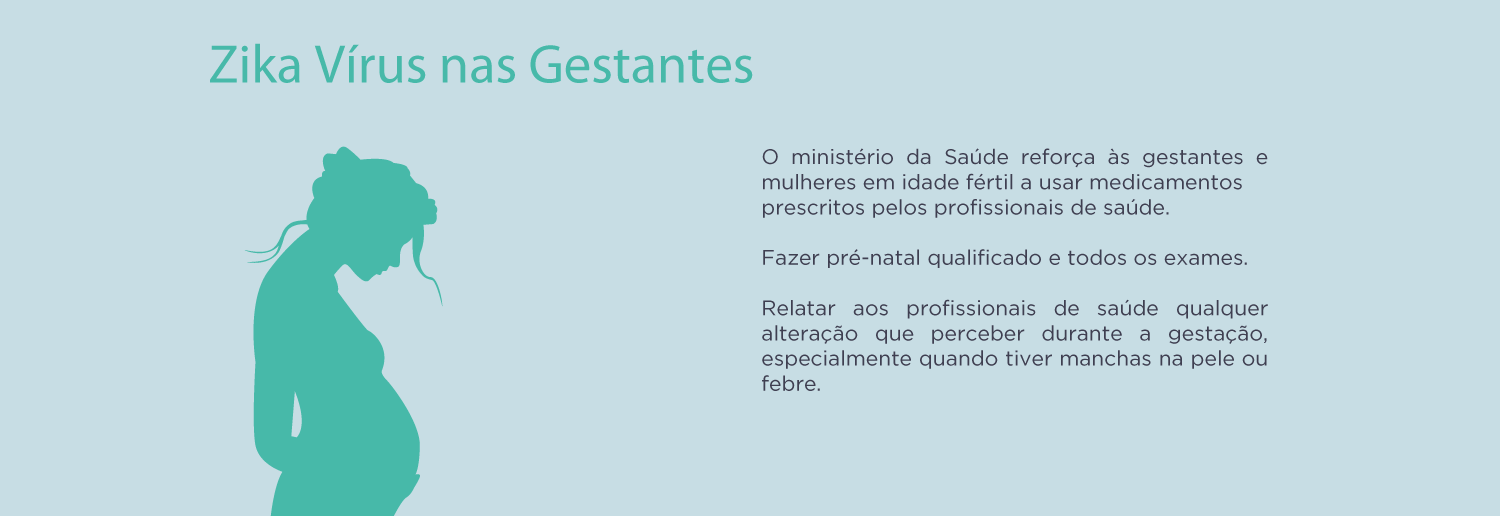 Zika Vírus nas Gestantes
O ministério da Saúde reforça às gestantes e
mulheres em idade fértil a usar medicamentos
prescritos pelos profissionais de saúde.
Fazer pré-natal qualificado e todos os exames.
Relatar aos profissionais de saúde qualquer
alteração que perceber durante a gestação,
especialmente quando tiver manchas na pele ou
febre.